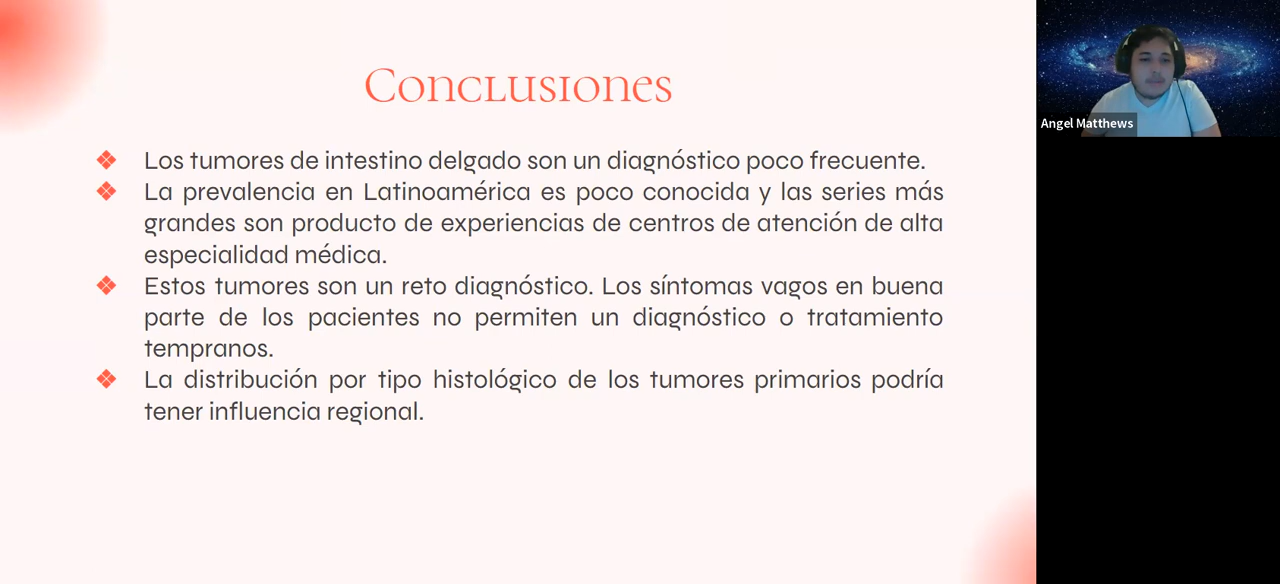 Conclusiones
❖ Los tumores de intestino delgado son un diagnóstico poco frecuente.
❖ La prevalencia en Latinoamérica es poco conocida y las series más
grandes son producto de experiencias de centros de atención de alta
especialidad médica.
❖ Estos tumores son un reto diagnóstico. Los síntomas vagos en buena
parte de los pacientes no permiten un diagnóstico o tratamiento
tempranos.
❖ La distribución por tipo histológico de los tumores primarios podría
tener influencia regional.
Angel Matthews